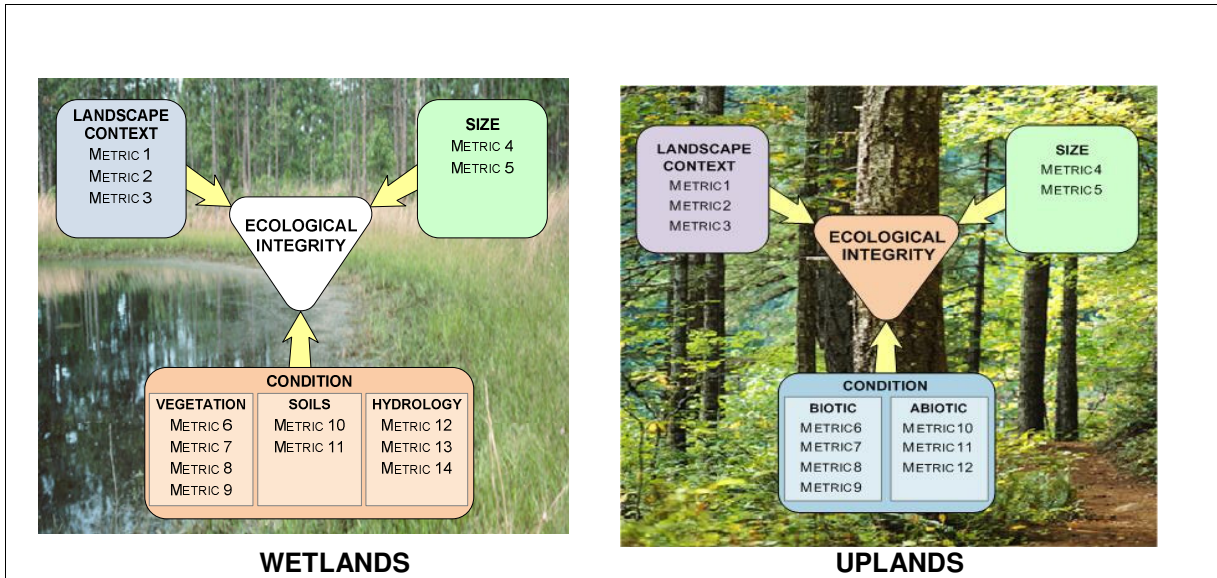 LANDSCAPE
CONTEXT
METRIC 1
METRIC 2
METRIC 3
SIZE
METRIC 4
METRIC 5
ECOLOGICAL
INTEGRITY
CONDITION
VEGETATION
METRIC 6
METRIC 7
METRIC 8
METRIC 9
SOILS
METRIC 10
METRIC 11
HYDROLOGY
METRIC 12
METRIC 13
METRIC 14
WETLANDS
LANDSCAPE
CONTEXT
METRIC 1
METRIC 2
METRIC 3
SIZE
METRIC 4
METRIC 5
ECOLOGICAL
INTEGRITY
CONDITION
BIOTIC
METRIC 6
METRIC 7
METRIC 8
METRIC 9
ABIOTIC
METRIC 10
METRIC 11
METRIC 12
UPLANDS